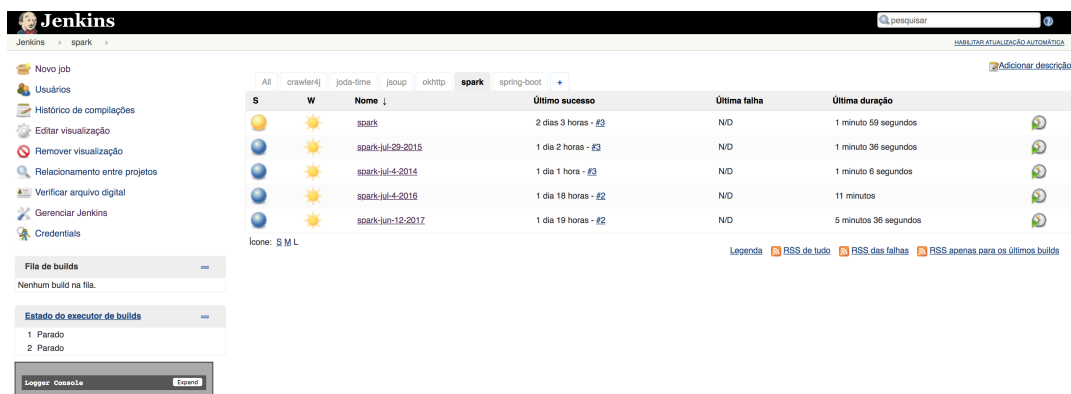 Jenkins
pesquisar
Jenkins spark
HABILITAR ATUALIZAÇÃO AUTOMÁTICA
Novo job
Usuários
Histórico de compilações
Editar visualização
Remover visualização
Relacionamento entre projetos
Verificar arquivo digital
Gerenciar Jenkins
Credentials
Fila de builds
Nenhum build na fila.
Estado do executor de builds
1 Parado
2 Parado
Logger Console Expand
Adicionar descrição
All crawler4j joda-time jsoup okhttp spark spring-boot +
S W Nome ↓ Último sucesso Última falha Última duração
spark 2 dias 3 horas - #3 N/D 1 minuto 59 segundos
spark-jul-29-2015 1 dia 2 horas - #3 N/D 1 minuto 36 segundos
spark-jul-4-2014 1 dia 1 hora - #3 N/D 1 minuto 6 segundos
spark-jul-4-2016 1 dia 18 horas - #2 N/D 11 minutos
spark-jun-12-2017 1 dia 19 horas - #2 N/D 5 minutos 36 segundos
Ícone: S M L
Legenda RSS de tudo RSS das falhas RSS apenas para os últimos builds